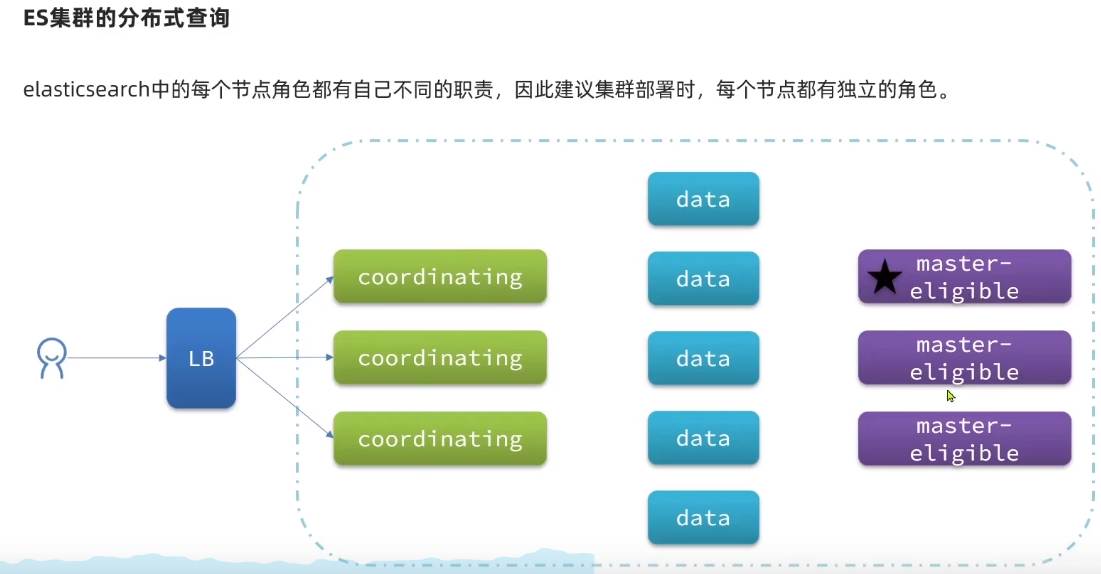 ES集群的分布式查询
elasticsearch中的每个节点角色都有自己不同的职责，因此建议集群部署时，每个节点都有独立的角色。
LB
coordinating
coordinating
coordinating
data
data
data
data
data
master-
eligible
master-
eligible
master-
eligible